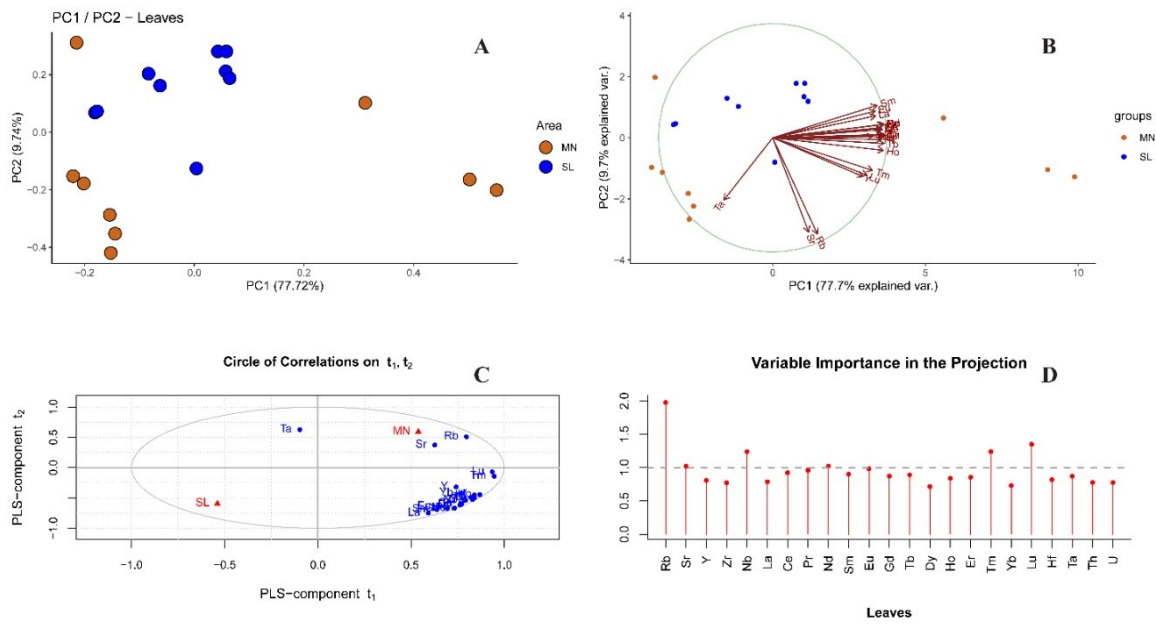 PC1 / PC2 − Leaves
A
0.2
0.0
−0.2
−0.4
PC2 (9.74%)
−0.2
0.0
0.2
0.4
PC1 (77.72%)
Area
MN
SL
B
4
2
0
−2
−4
PC2 (9.7% explained var.)
Sm
Ho
Tm
Lu
Ta
Sr
Rb
0
5
10
PC1 (77.7% explained var.)
groups
MN
SL
Circle of Correlations on t1, t2
C
1.0
0.5
0.0
−0.5
−1.0
PLS−component t2
Ta
MN
Rb
Sr
Tm
Y
SL
La
−1.0
−0.5
0.0
0.5
1.0
PLS−component t1
Variable Importance in the Projection
D
2.0
1.5
1.0
0.5
0.0
Rb Sr Y Zr Nb La Ce Pr Nd Sm Eu Gd Tb Dy Ho Er Tm Yb Lu Hf Ta Th U
Leaves